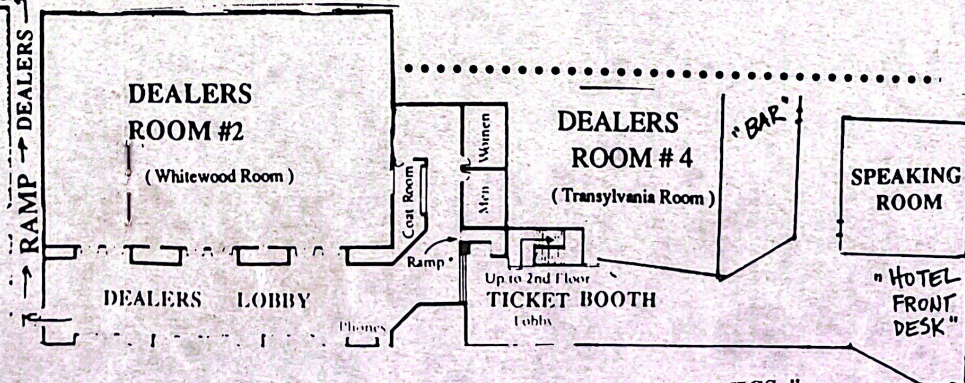 RAMP → DEALERS
DEALERS
ROOM #2
(Whitewood Room)
Coat Room
Women
Men
DEALERS
ROOM # 4
(Transylvania Room)
"BAR"
SPEAKING
ROOM
Ramp
Up to 2nd Floor
DEALERS LOBBY
TICKET BOOTH
Lobby
Phones
"HOTEL
FRONT
DESK"